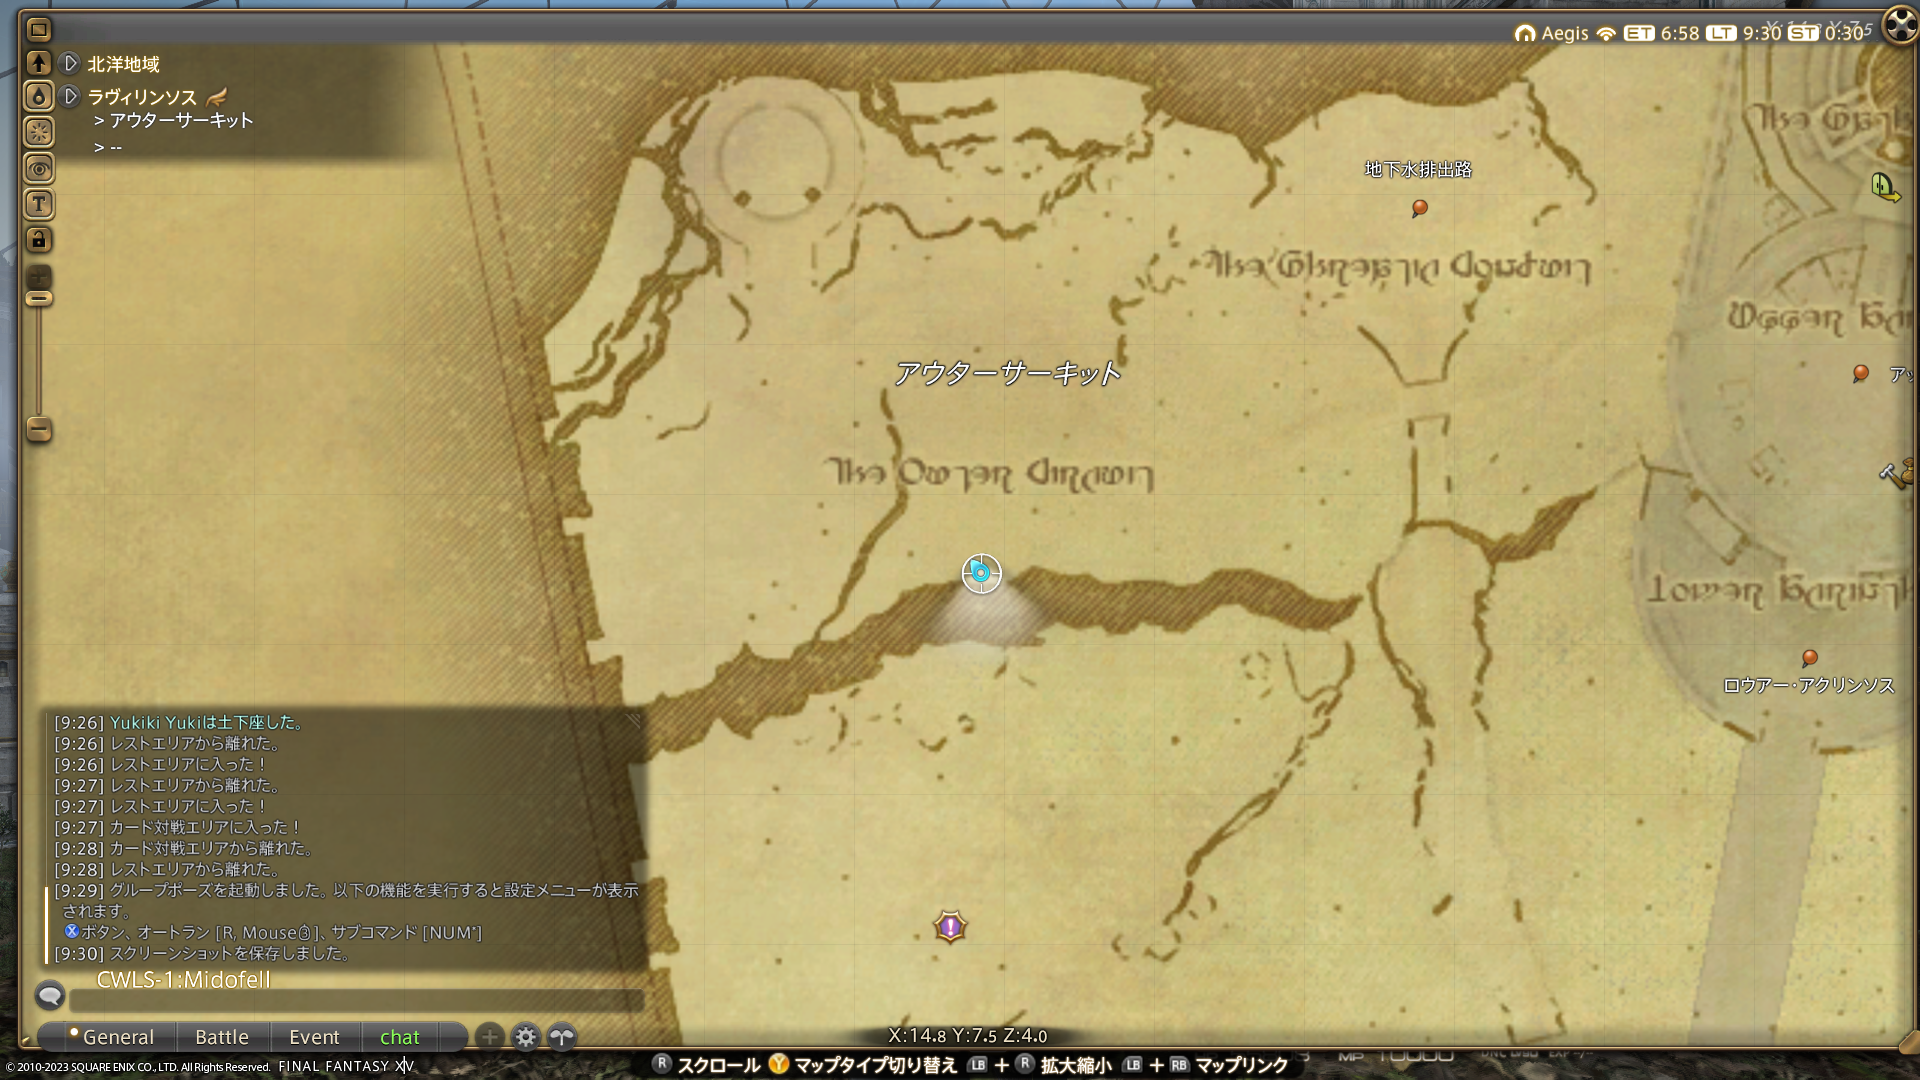 Aegis ET 6:58 LT 9:30 ST 0:30
北洋地域
ラヴィリンソス
> アウターサーキット
> --
T
地下水排出路
アウターサーキット
ロウアー・アクリンソス
[9:26] Yukiki Yukiは土下座した。
[9:26] レストエリアから離れた。
[9:26] レストエリアに入った！
[9:27] レストエリアから離れた。
[9:27] レストエリアに入った！
[9:27] カード対戦エリアに入った！
[9:28] カード対戦エリアから離れた。
[9:28] レストエリアから離れた。
[9:29] グループポーズを起動しました。以下の機能を実行すると設定メニューが表示
されます。
Xボタン、オートラン [R, Mouse3]、サブコマンド [NUM*]
[9:30] スクリーンショットを保存しました。
CWLS-1:Midofell
General Battle Event chat
X:14.8 Y:7.5 Z:4.0
R スクロール Y マップタイプ切り替え LB + R 拡大縮小 LB + RB マップリンク
© 2010-2023 SQUARE ENIX CO., LTD. All Rights Reserved. FINAL FANTASY XIV